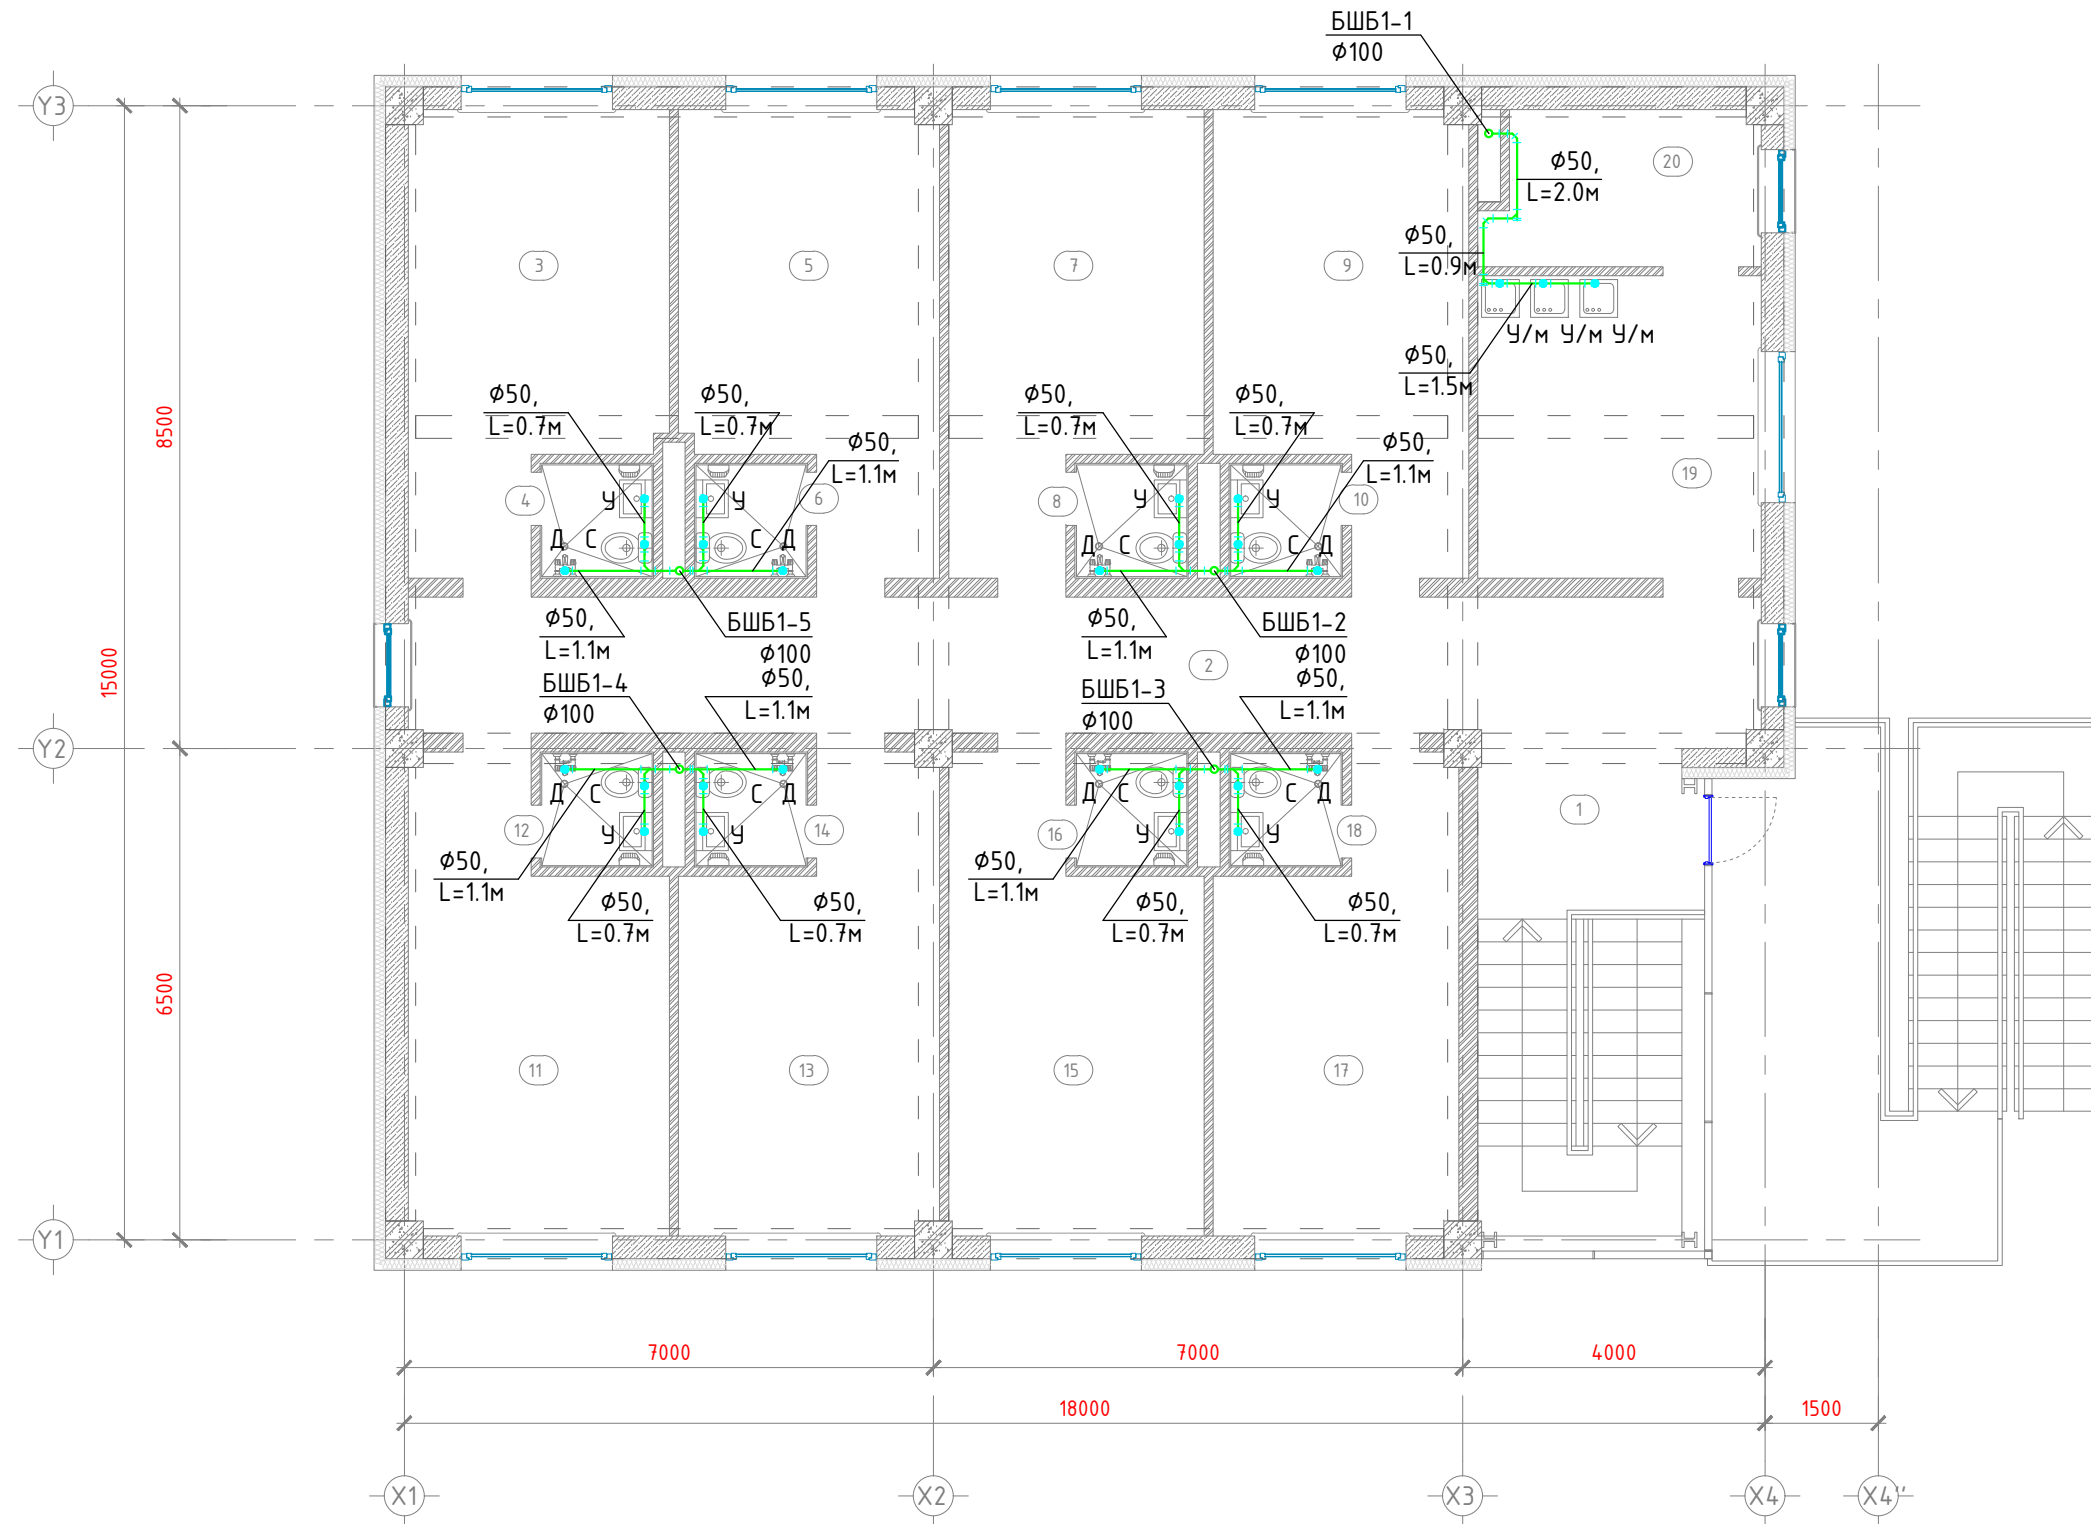 БШБ1-1
Ф100
Y3
20
Ф50,
L=2.0м
3
5
7
9
Ф50,
L=0.9м
У/м У/м У/м
Ф50,
L=1.5м
8500
Ф50,
L=0.7м
Ф50,
L=0.7м
Ф50,
L=1.1м
Ф50,
L=0.7м
Ф50,
L=0.7м
Ф50,
L=1.1м
19
4
У
У
6
8
У
У
10
Д
С
С
Д
Д
С
С
Д
Ф50,
L=1.1м
БШБ1-5
Ф100
Ф50,
L=1.1м
БШБ1-2
Ф100
15000
2
БШБ1-4
Ф100
Ф50,
L=1.1м
БШБ1-3
Ф100
Ф50,
L=1.1м
Y2
Д
С
С
Д
Д
С
С
Д
1
12
У
У
14
16
У
У
18
Ф50,
L=1.1м
Ф50,
L=0.7м
Ф50,
L=0.7м
Ф50,
L=1.1м
Ф50,
L=0.7м
Ф50,
L=0.7м
6500
11
13
15
17
Y1
7000
7000
4000
18000
1500
X1
X2
X3
X4
X4''